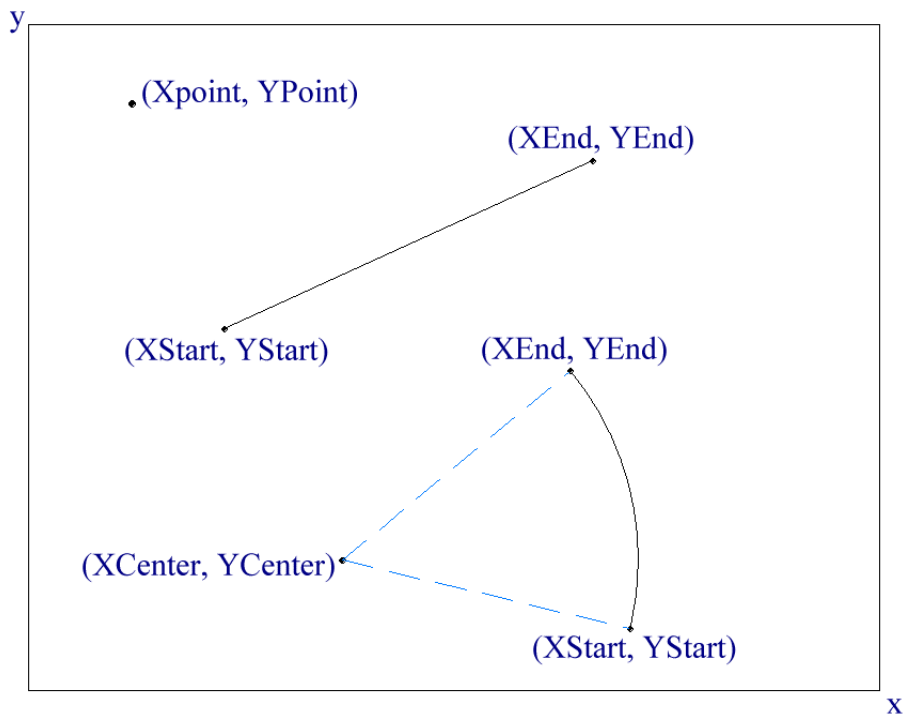 y
(Xpoint, YPoint)
(XEnd, YEnd)
(XStart, YStart)
(XEnd, YEnd)
(XCenter, YCenter)
(XStart, YStart)
x